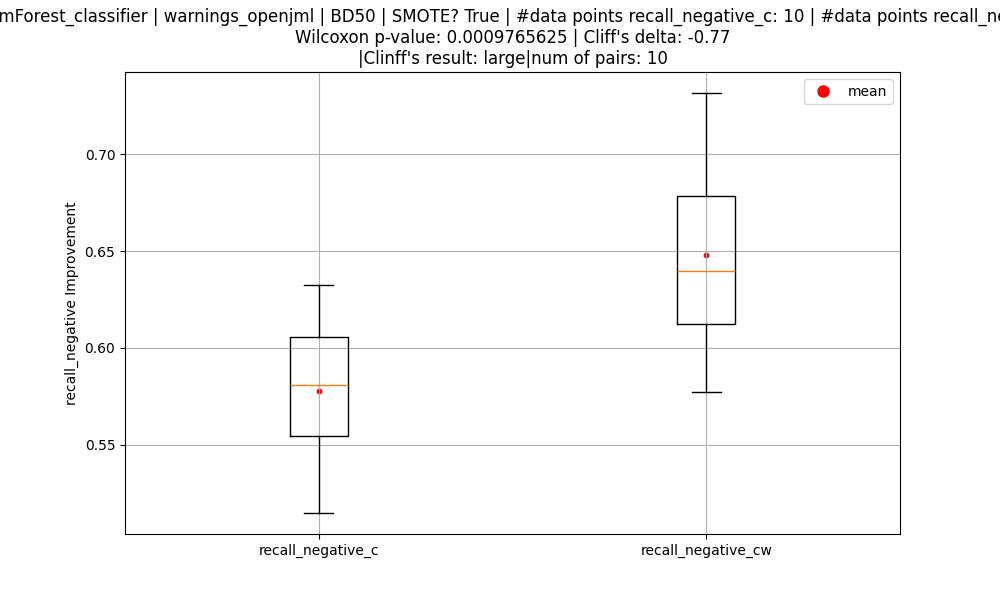 mForest_classifier | warnings_openjml | BD50 | SMOTE? True | #data points recall_negative_c: 10 | #data points recall_ne
Wilcoxon p-value: 0.0009765625 | Cliff's delta: -0.77
|Clinff's result: large|num of pairs: 10
mean
0.70
0.65
0.60
0.55
recall_negative Improvement
recall_negative_c
recall_negative_cw